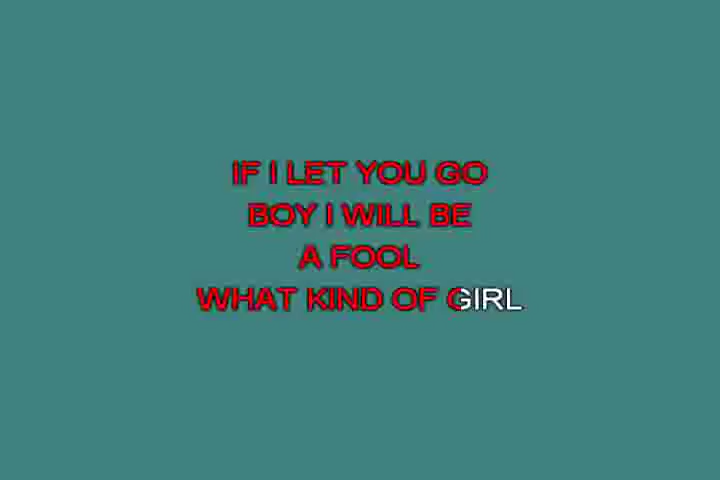 IF I LET YOU GO
BOY I WILL BE
A FOOL
WHAT KIND OF GIRL